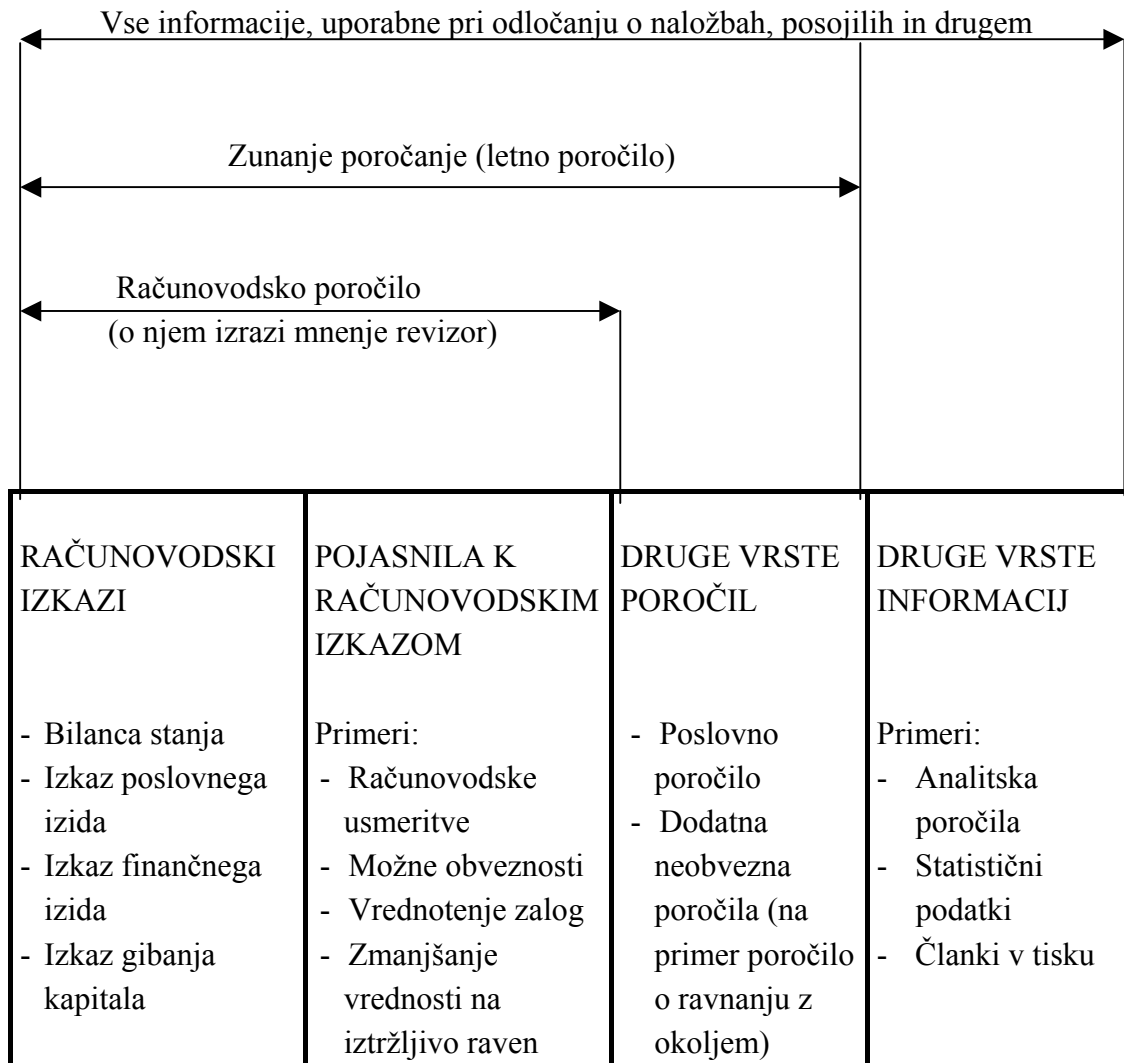 Vse informacije, uporabne pri odločanju o naložbah, posojilih in drugem
Zunanje poročanje (letno poročilo)
Računovodsko poročilo
(o njem izrazi mnenje revizor)
RAČUNOVODSKI
IZKAZI
- Bilanca stanja
- Izkaz poslovnega
izida
- Izkaz finančnega
izida
- Izkaz gibanja
kapitala
POJASNILA K
RAČUNOVODSKIM
IZKAZOM
Primeri:
- Računovodske
usmeritve
- Možne obveznosti
- Vrednotenje zalog
- Zmanjšanje
vrednosti na
iztržljivo raven
DRUGE VRSTE
POROČIL
- Poslovno
poročilo
- Dodatna
neobvezna
poročila (na
primer poročilo
o ravnanju z
okoljem)
DRUGE VRSTE
INFORMACIJ
Primeri:
- Analitska
poročila
- Statistični
podatki
- Članki v tisku